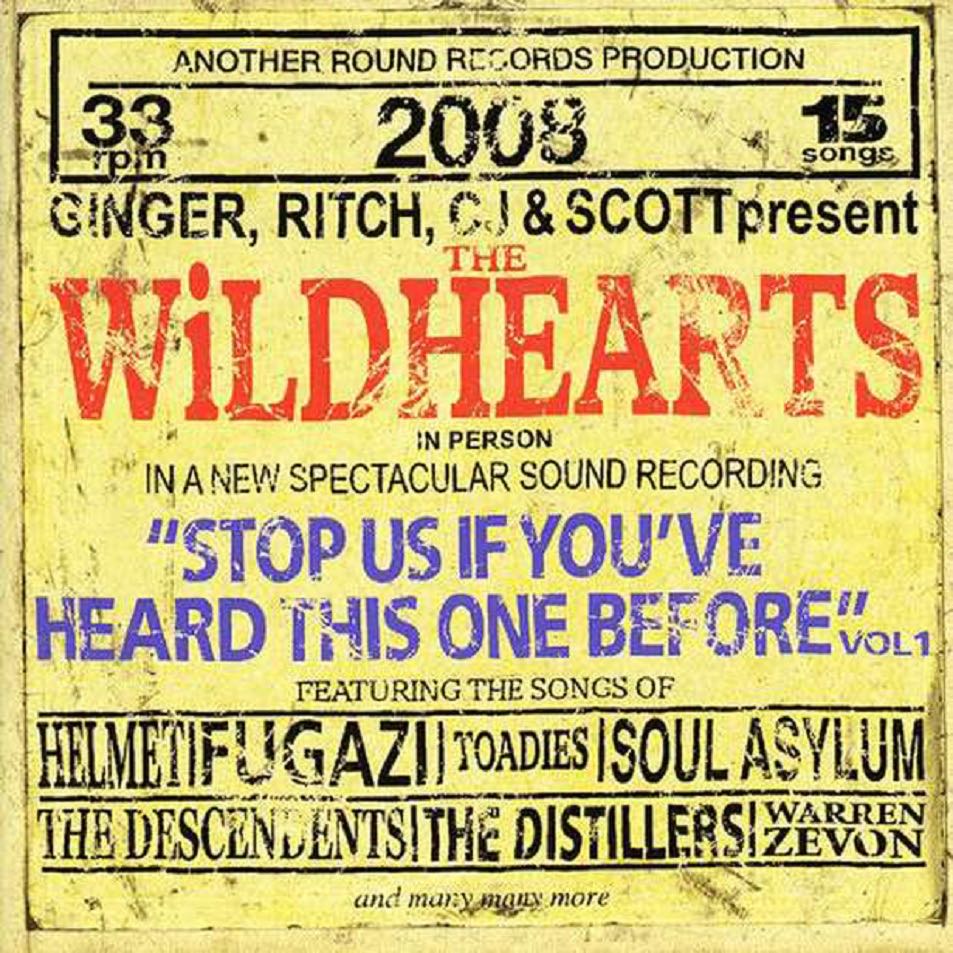 ANOTHER ROUND RECORDS PRODUCTION
33 rpm
2008
15 songs
GINGER, RITCH, CJ & SCOTT present
THE
WiLDHEARTS
IN PERSON
IN A NEW SPECTACULAR SOUND RECORDING
"STOP US IF YOU'VE
HEARD THIS ONE BEFORE" VOL1
FEATURING THE SONGS OF
HELMET|FUGAZI|TOADIES|SOUL ASYLUM
THE DESCENDENTS|THE DISTILLERS|WARREN ZEVON
and many many more